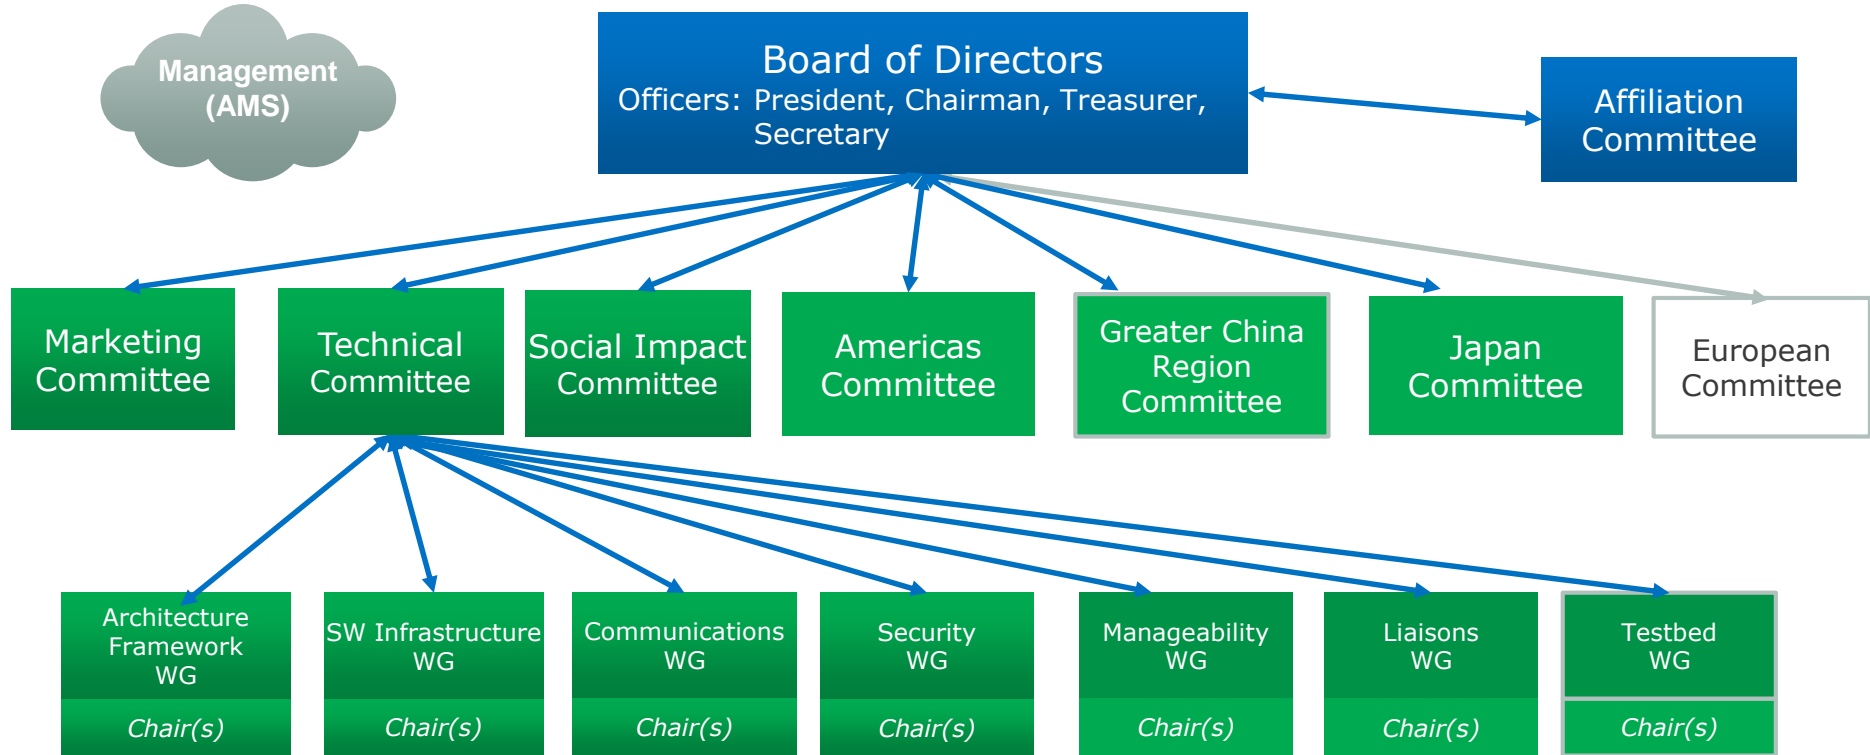 Management
(AMS)
Board of Directors
Officers: President, Chairman, Treasurer,
Secretary
Affiliation
Committee
Marketing
Committee
Technical
Committee
Social Impact
Committee
Americas
Committee
Greater China
Region
Committee
Japan
Committee
European
Committee
Architecture
Framework
WG
Chair(s)
SW Infrastructure
WG
Chair(s)
Communications
WG
Chair(s)
Security
WG
Chair(s)
Manageability
WG
Chair(s)
Liaisons
WG
Chair(s)
Testbed
WG
Chair(s)